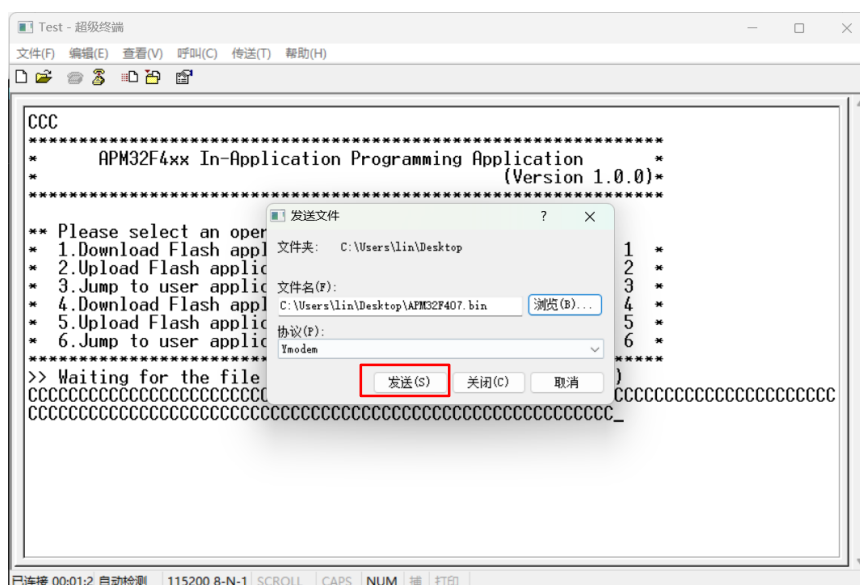 Test - 超级终端
文件(F) 编辑(E) 查看(V) 呼叫(C) 传送(T) 帮助(H)
CCC
*****************************************************************
* APM32F4xx In-Application Programming Application *
* (Version 1.0.0)*
*****************************************************************
** Please select an oper
* 1.Download Flash appl 1 *
* 2.Upload Flash applic 2 *
* 3.Jump to user applic 3 *
* 4.Download Flash appl 4 *
* 5.Upload Flash applic 5 *
* 6.Jump to user applic 6 *
>> Waiting for the file )
发送文件 ?
文件夹: C:\Users\lin\Desktop
文件名(F):
C:\Users\lin\Desktop\APM32F407.bin 浏览(B)...
协议(P):
Ymodem
发送(S) 关闭(C) 取消
已连接 00:01:2 自动检测 115200 8-N-1 SCROLL CAPS NUM 捕 打印